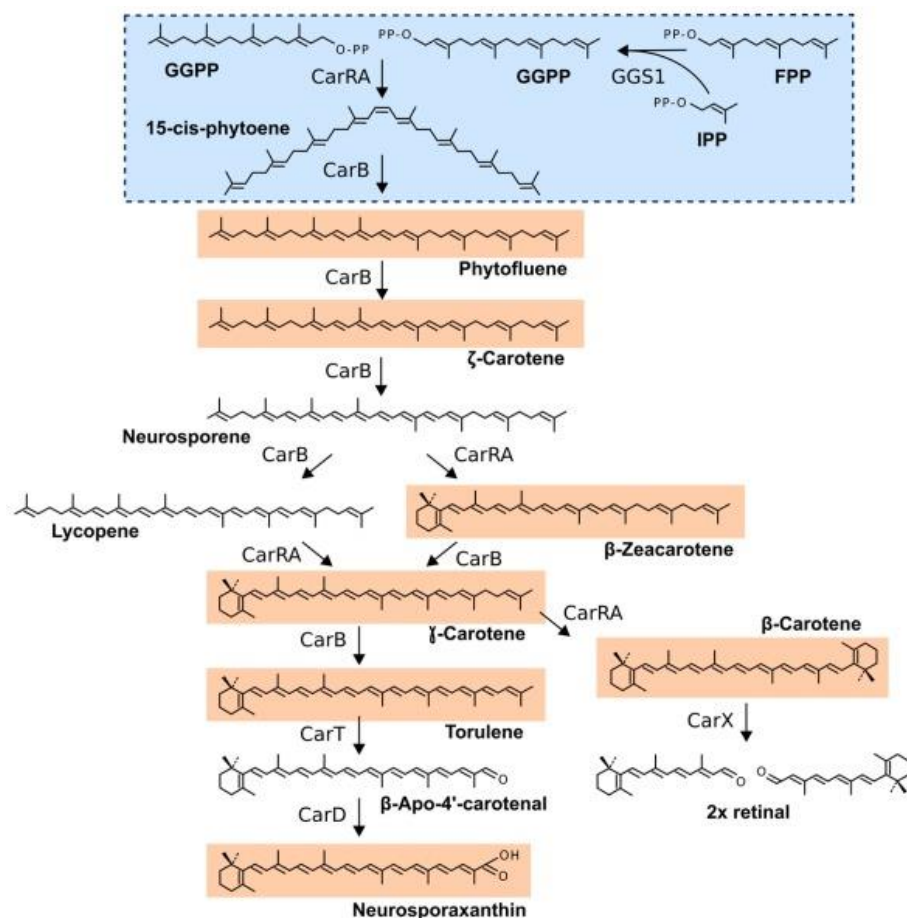 O-PP
PP-O
PP-O
GGPP
CarRA
GGPP
GGS1
FPP
PP-O
15-cis-phytoene
IPP
CarB
Phytofluene
CarB
ζ-Carotene
CarB
Neurosporene
CarB
CarRA
Lycopene
β-Zeacarotene
CarRA
CarB
CarRA
ɣ-Carotene
β-Carotene
CarB
Torulene
CarX
CarT
O
O
O
β-Apo-4'-carotenal
2x retinal
CarD
OH
O
Neurosporaxanthin